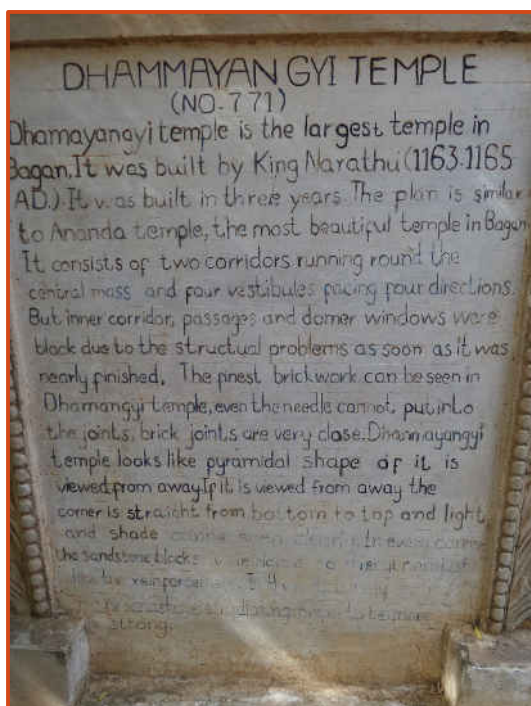 DHAMMAYAN GYI TEMPLE
(NO-771)
Dhamayangyi temple is the largest temple in
Bagan. It was built by King Narathu (1163-1165
AD.). It was built in three years. The plan is similar
to Ananda temple, the most beautiful temple in Bagan
It consists of two corridors running round the
central mass and four vestibules facing four directions.
But inner corridor, passages and domer windows were
block due to the structual problems as soon as it was
nearly finished. The finest brickwork can be seen in
Dhamangyi temple, even the needle cannot, put into
the joints, brick joints are very close. Dhammayangyi
temple looks like pyramidal shape of it is
viewed from away. If it is viewed from away the
corner is straight from bottom to top and light
and shade In every
the sandstone blocks
reinforce
strong.